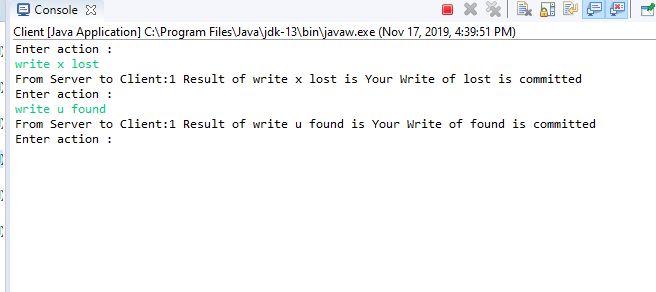 Console
Client [Java Application] C:\Program Files\Java\jdk-13\bin\javaw.exe (Nov 17, 2019, 4:39:51 PM)
Enter action :
write x lost
From Server to Client:1 Result of write x lost is Your Write of lost is committed
Enter action :
write u found
From Server to Client:1 Result of write u found is Your Write of found is committed
Enter action :